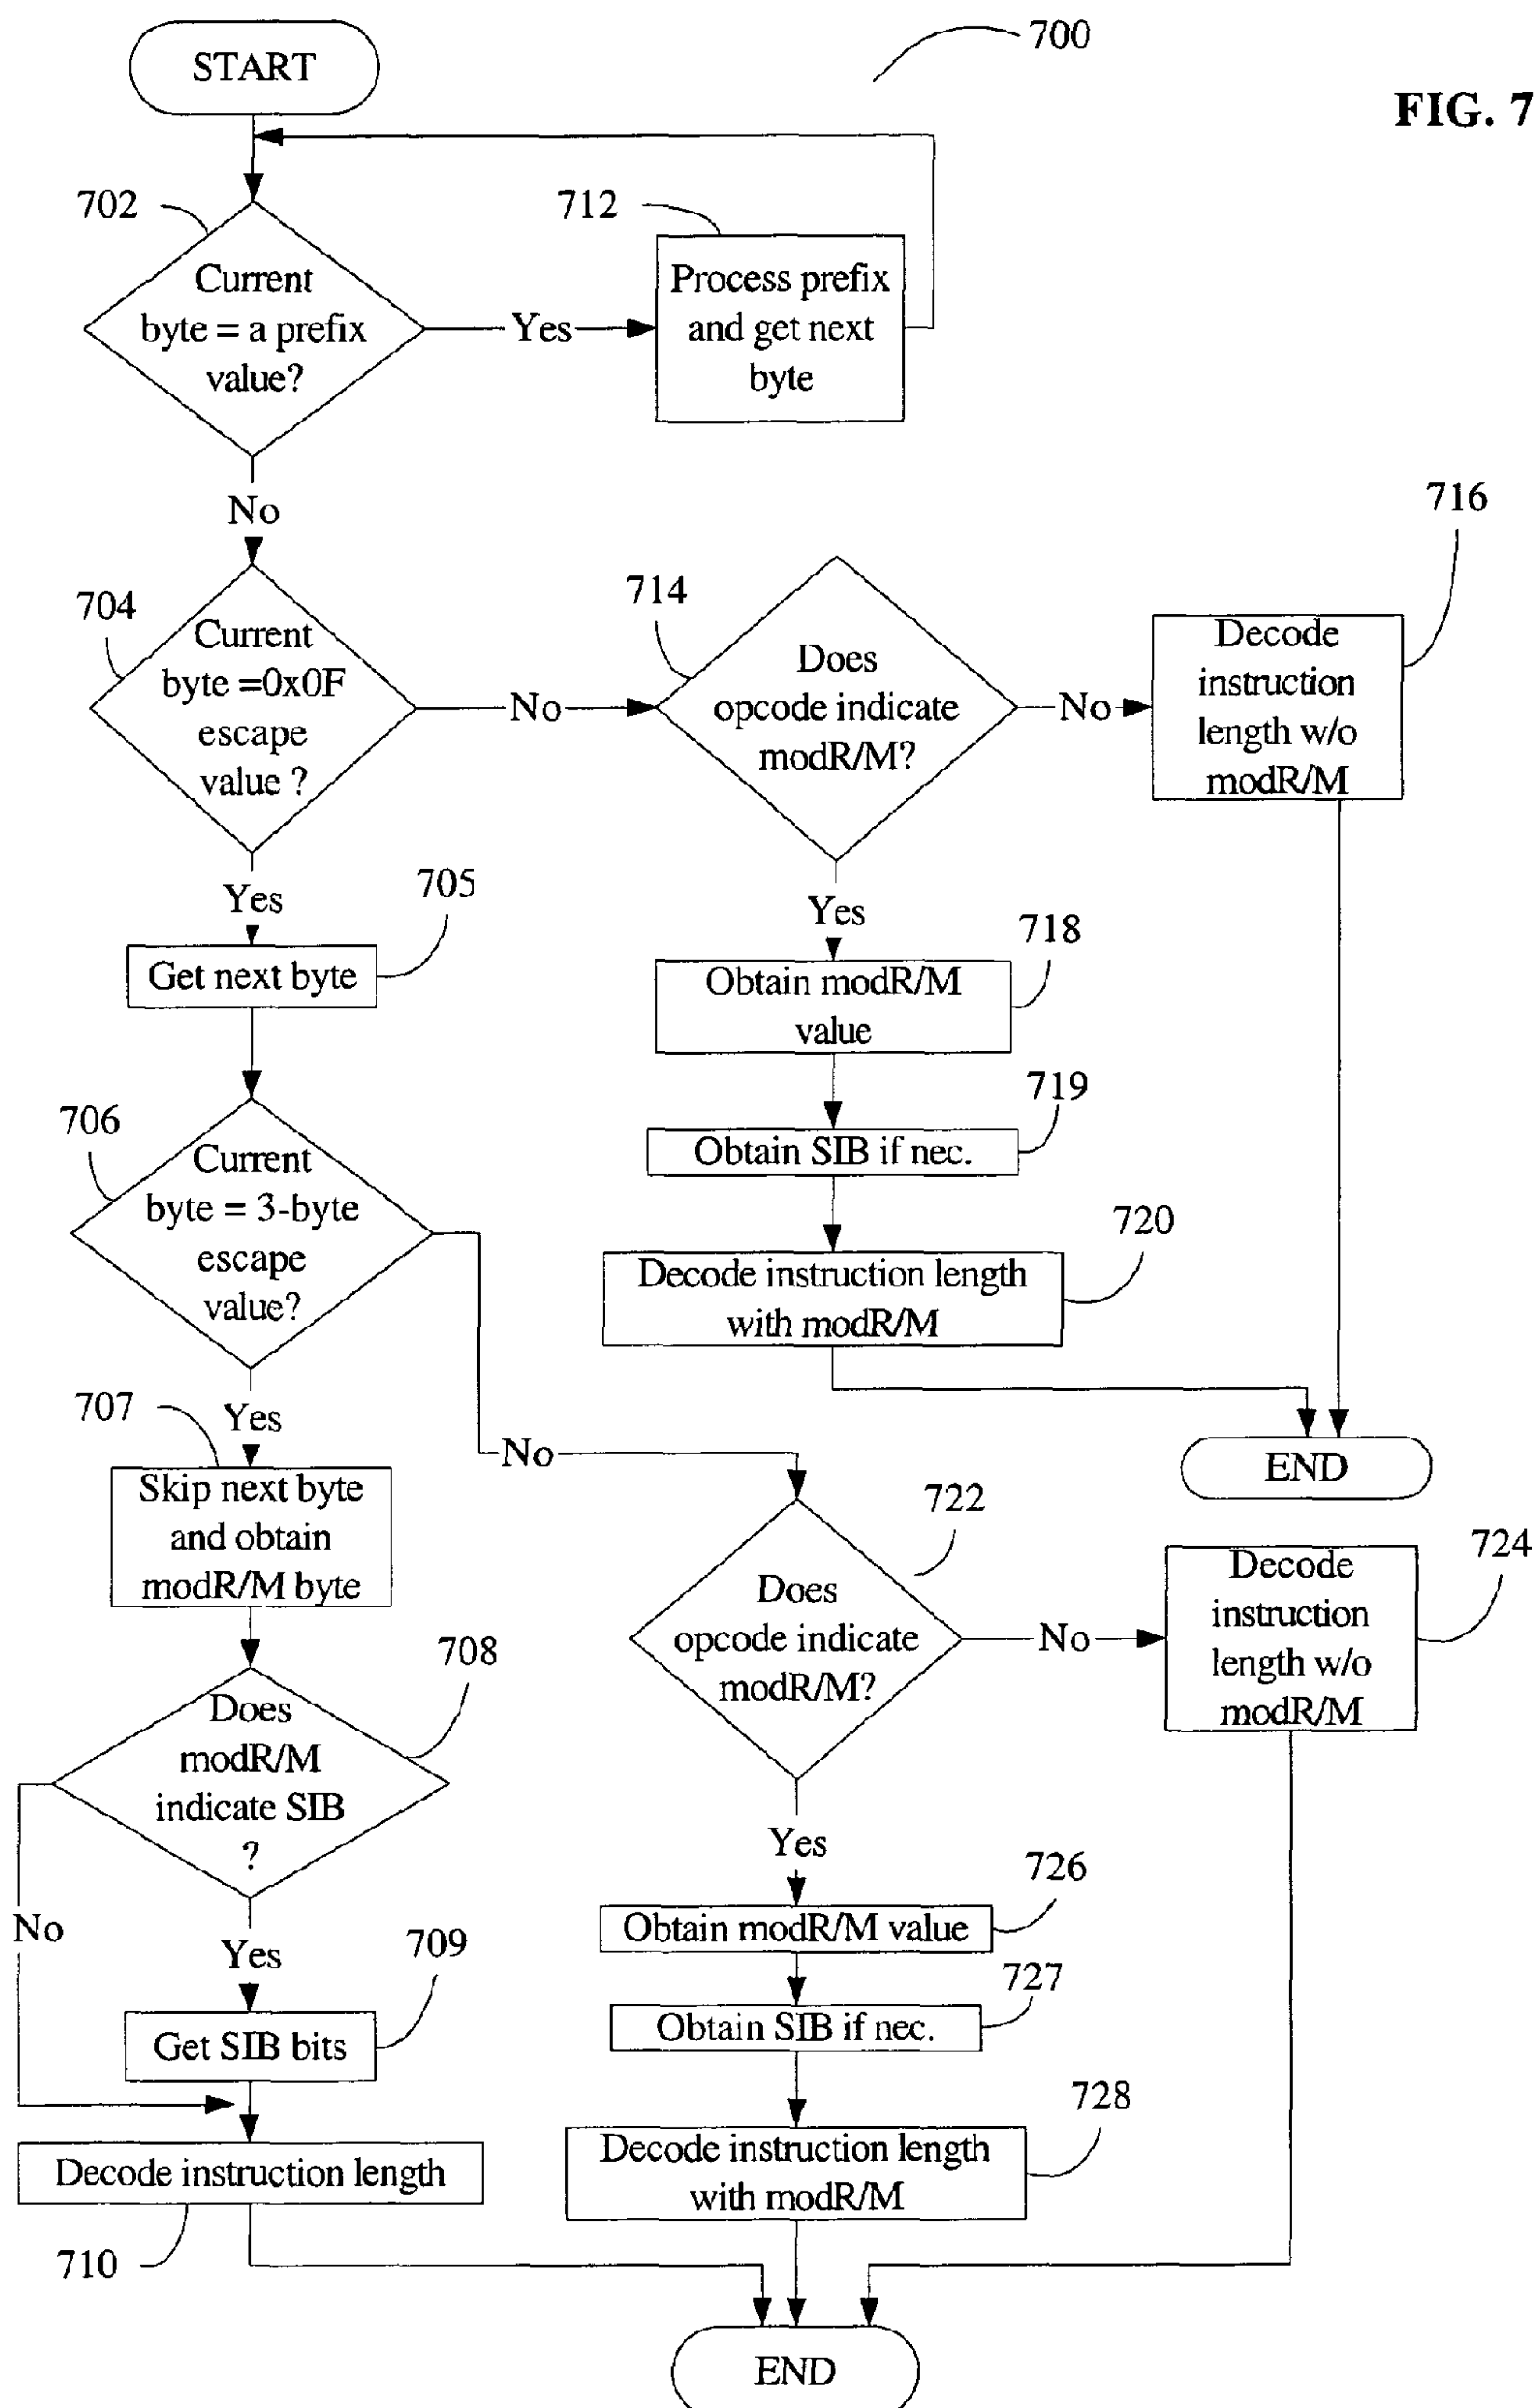 700
FIG. 7
START
702
Current
byte = a prefix
value?
Yes
712
Process prefix
and get next
byte
No
704
Current
byte =0x0F
escape
value ?
No
714
Does
opcode indicate
modR/M?
No
716
Decode
instruction
length w/o
modR/M
Yes
705
Get next byte
Yes
718
Obtain modR/M
value
719
Obtain SIB if nec.
720
Decode instruction length
with modR/M
END
706
Current
byte = 3-byte
escape
value?
Yes
No
707
Skip next byte
and obtain
modR/M byte
722
Does
opcode indicate
modR/M?
No
724
Decode
instruction
length w/o
modR/M
708
Does
modR/M
indicate SIB
?
No
Yes
709
Get SIB bits
Decode instruction length
710
Yes
726
Obtain modR/M value
727
Obtain SIB if nec.
728
Decode instruction length
with modR/M
END